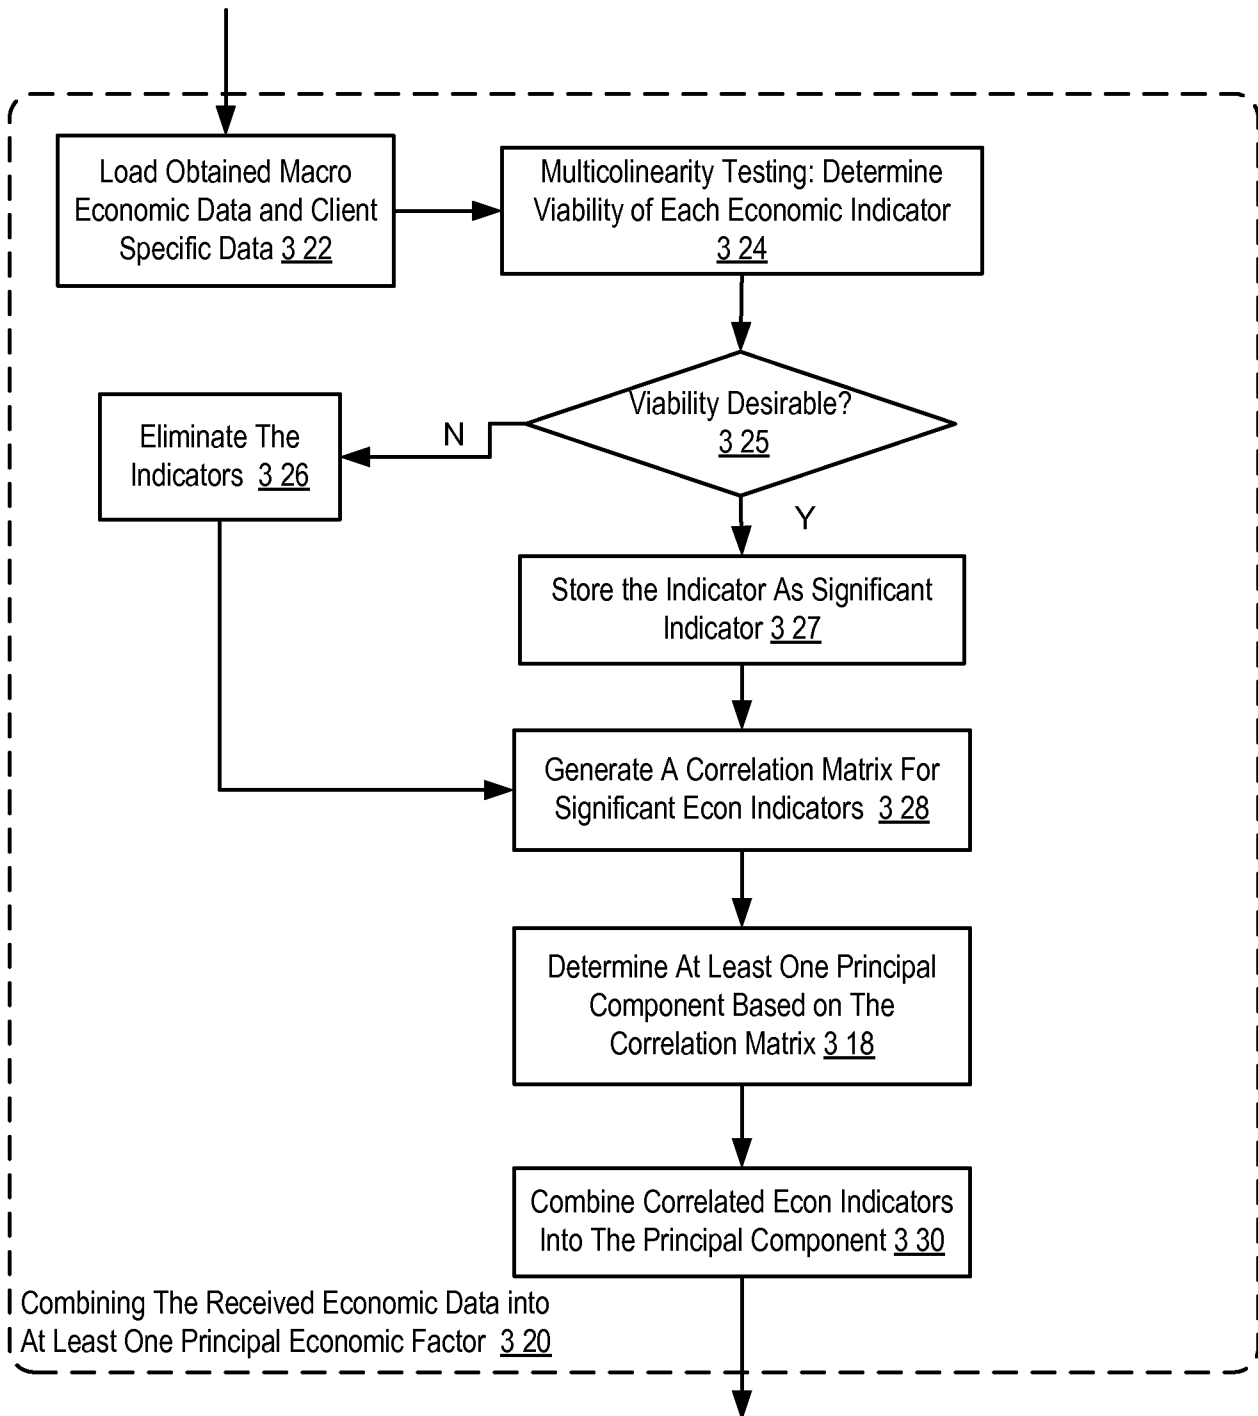 Load Obtained Macro
Economic Data and Client
Specific Data 3 22
Multicolinearity Testing: Determine
Viability of Each Economic Indicator
3 24
Viability Desirable?
3 25
N
Eliminate The
Indicators 3 26
Y
Store the Indicator As Significant
Indicator 3 27
Generate A Correlation Matrix For
Significant Econ Indicators 3 28
Determine At Least One Principal
Component Based on The
Correlation Matrix 3 18
Combine Correlated Econ Indicators
Into The Principal Component 3 30
Combining The Received Economic Data into
At Least One Principal Economic Factor 3 20